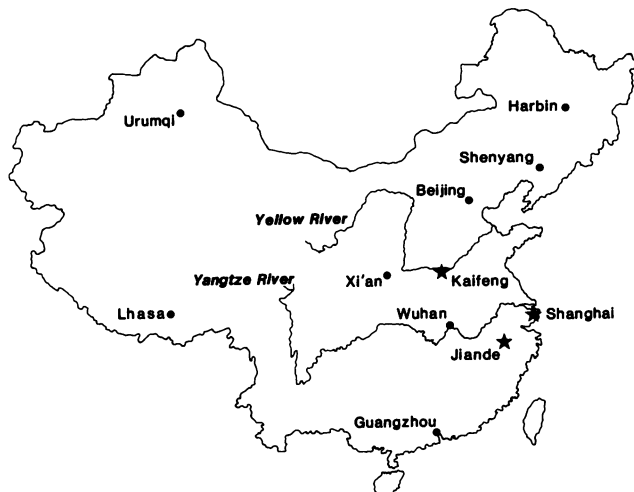 Harbin
Urumqi
Shenyang
Beijing
Yellow River
Yangtze River
Xi'an
Kaifeng
Lhasa
Wuhan
Shanghai
Jiande
Guangzhou